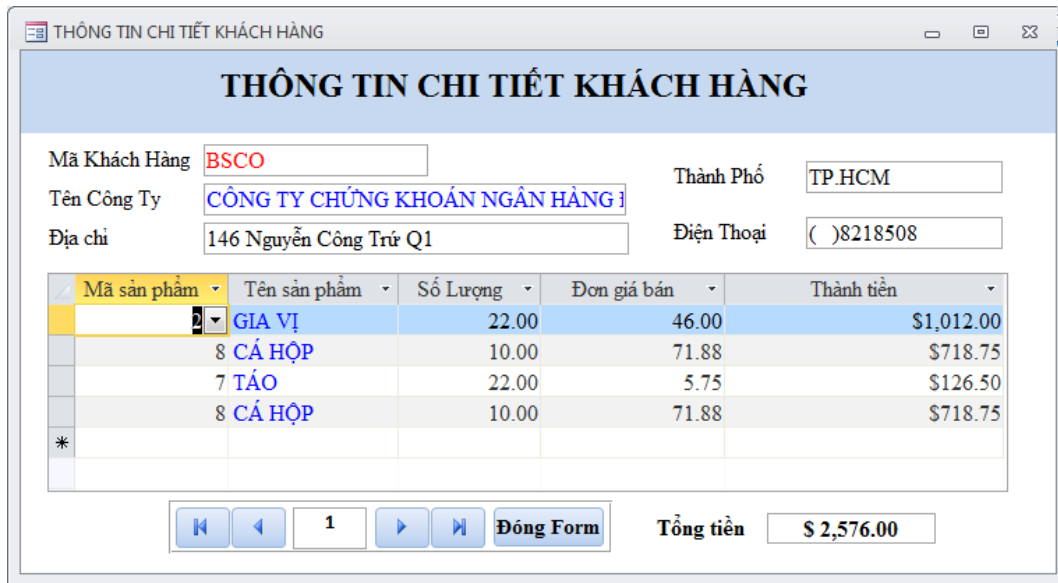 THÔNG TIN CHI TIẾT KHÁCH HÀNG
THÔNG TIN CHI TIẾT KHÁCH HÀNG
Mã Khách Hàng BSCO
Thành Phố TP.HCM
Tên Công Ty CÔNG TY CHỨNG KHOÁN NGÂN HÀNG
Địa chỉ 146 Nguyễn Công Trứ Q1
Điện Thoại ( )8218508
Mã sản phẩm Tên sản phẩm Số Lượng Đơn giá bán Thành tiền
2 GIA VỊ 22.00 46.00 $1,012.00
8 CÁ HỘP 10.00 71.88 $718.75
7 TÁO 22.00 5.75 $126.50
8 CÁ HỘP 10.00 71.88 $718.75
*
1 Đóng Form Tổng tiền $ 2,576.00